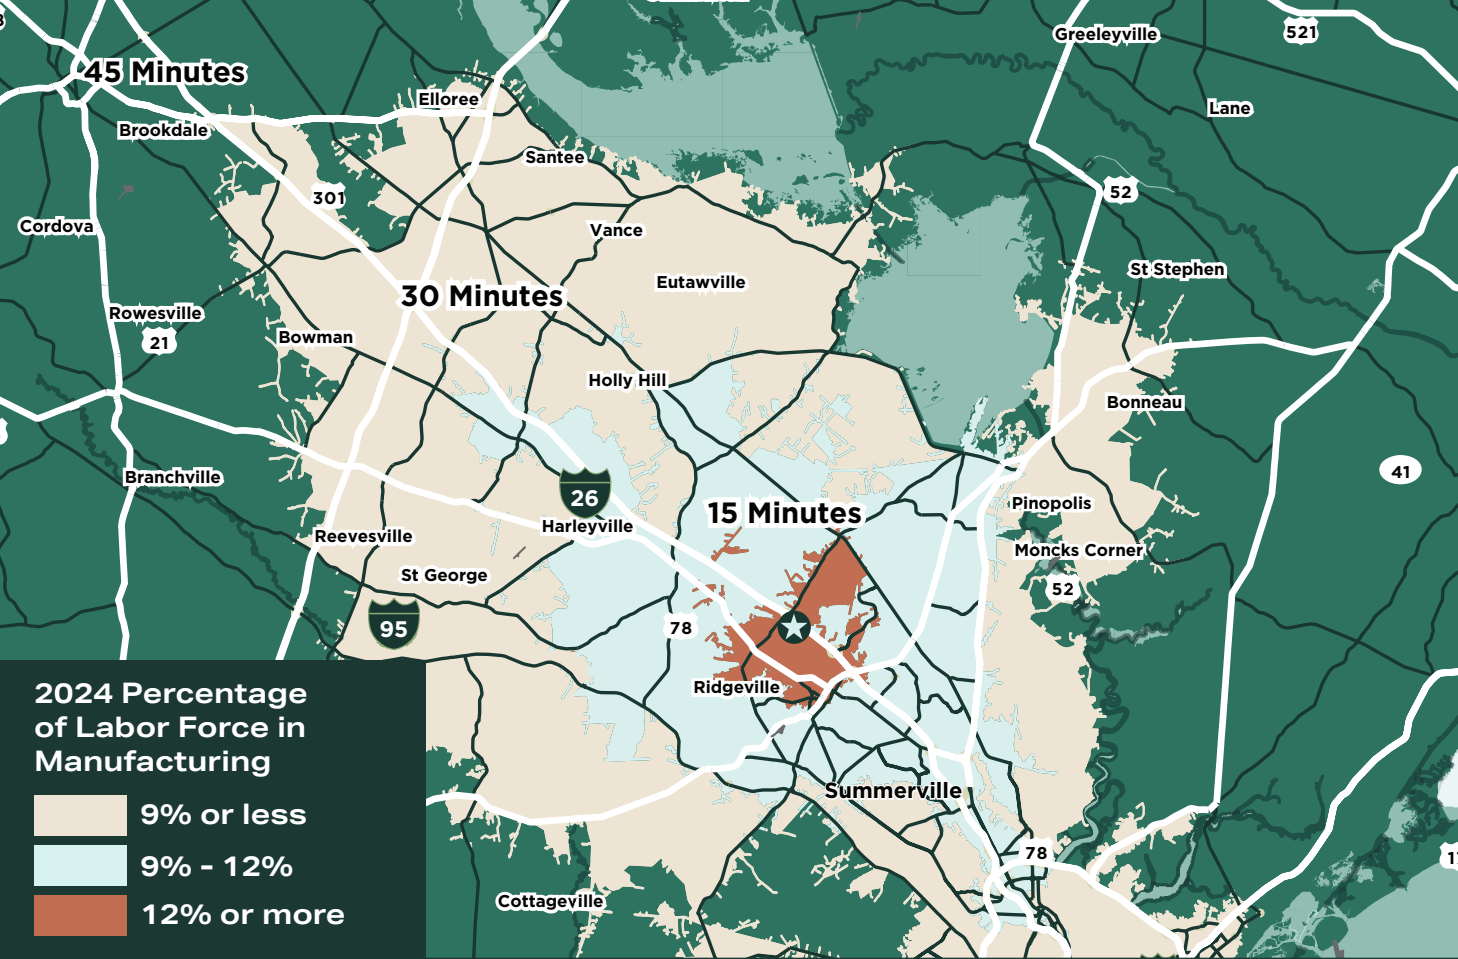 Greeleyville
521
45 Minutes
Elloree
Lane
Brookdale
Santee
301
52
Cordova
Vance
St Stephen
Eutawville
30 Minutes
Rowesville
21
Bowman
Holly Hill
Bonneau
41
Branchville
26
Pinopolis
15 Minutes
Harleyville
Reevesville
Moncks Corner
St George
52
95
78
Ridgeville
2024 Percentage
of Labor Force in
Manufacturing
9% or less
9% - 12%
12% or more
Summerville
78
Cottageville